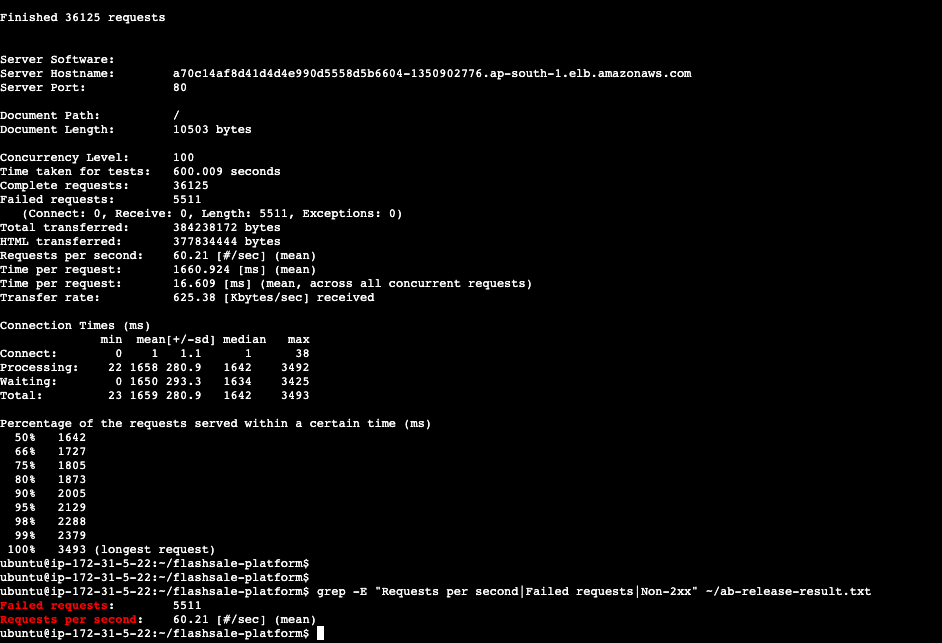 Finished 36125 requests
Server Software:
Server Hostname:        a70c14af8d41d4d4e990d5558d5b6604-1350902776.ap-south-1.elb.amazonaws.com
Server Port:            80
Document Path:          /
Document Length:        10503 bytes
Concurrency Level:      100
Time taken for tests:   600.009 seconds
Complete requests:      36125
Failed requests:        5511
   (Connect: 0, Receive: 0, Length: 5511, Exceptions: 0)
Total transferred:      384238172 bytes
HTML transferred:       377834444 bytes
Requests per second:    60.21 [#/sec] (mean)
Time per request:       1660.924 [ms] (mean)
Time per request:       16.609 [ms] (mean, across all concurrent requests)
Transfer rate:          625.38 [Kbytes/sec] received
Connection Times (ms)
              min  mean[+/-sd] median   max
Connect:        0    1   1.1      1      38
Processing:    22 1658 280.9   1642    3492
Waiting:        0 1650 293.3   1634    3425
Total:         23 1659 280.9   1642    3493
Percentage of the requests served within a certain time (ms)
  50%   1642
  66%   1727
  75%   1805
  80%   1873
  90%   2005
  95%   2129
  98%   2288
  99%   2379
 100%   3493 (longest request)
ubuntu@ip-172-31-5-22:~/flashsale-platform$
ubuntu@ip-172-31-5-22:~/flashsale-platform$
ubuntu@ip-172-31-5-22:~/flashsale-platform$ grep -E "Requests per second|Failed requests|Non-2xx" ~/ab-release-result.txt
Failed requests:        5511
Requests per second:    60.21 [#/sec] (mean)
ubuntu@ip-172-31-5-22:~/flashsale-platform$